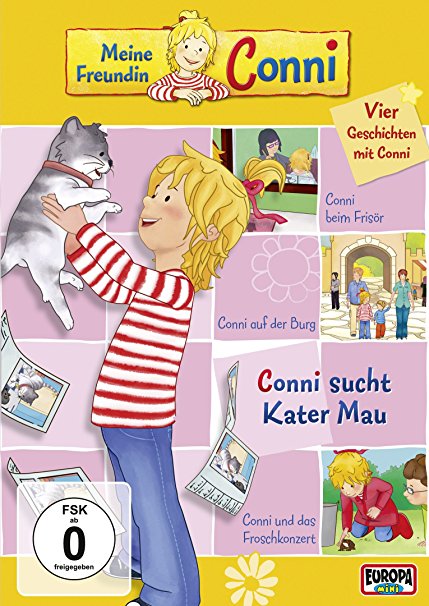 Meine
Freundin
Conni
Vier
Geschichten
mit Conni
Conni
beim Frisör
Conni auf der Burg
Conni sucht
Kater Mau
Conni und das
Froschkonzert
FSK
ab
0
freigegeben
EUROPA
mini